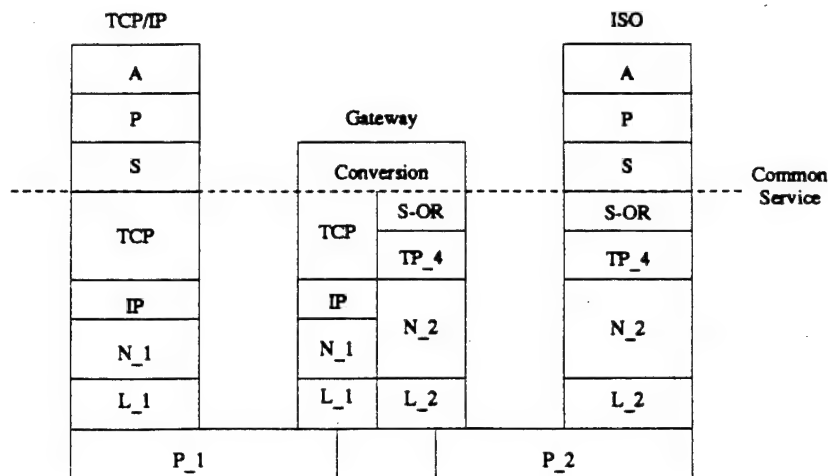 TCP/IP
ISO
A
A
P
Gateway
P
S
Conversion
S
Common
Service
TCP
TCP
S-OR
S-OR
TP_4
TP_4
IP
IP
N_2
N_2
N_1
N_1
L_1
L_1
L_2
L_2
P_1
P_2